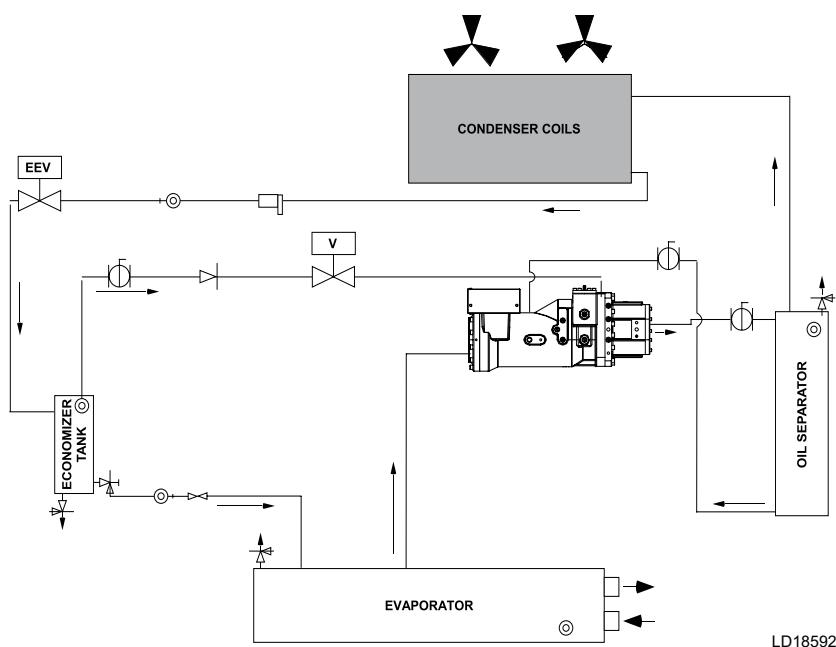 CONDENSER COILS
EEV
V
ECONOMIZER
TANK
OIL SEPARATOR
EVAPORATOR
LD18592